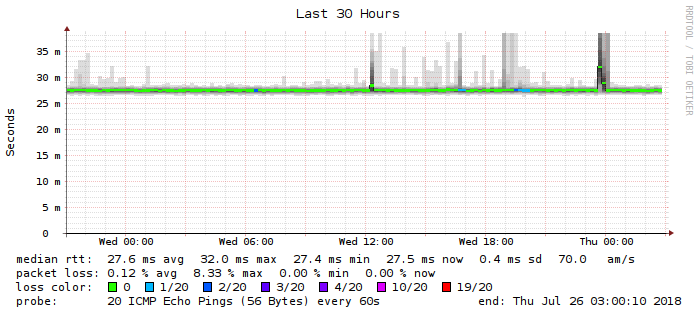 Last 30 Hours
RRDTOOL / TOBI OETIKER
Seconds
35 m
30 m
25 m
20 m
15 m
10 m
5 m
0
Wed 00:00 Wed 06:00 Wed 12:00 Wed 18:00 Thu 00:00
median rtt: 27.6 ms avg 32.0 ms max 27.4 ms min 27.5 ms now 0.4 ms sd 70.0 am/s
packet loss: 0.12 % avg 8.33 % max 0.00 % min 0.00 % now
loss color: 0 1/20 2/20 3/20 4/20 10/20 19/20
probe: 20 ICMP Echo Pings (56 Bytes) every 60s end: Thu Jul 26 03:00:10 2018